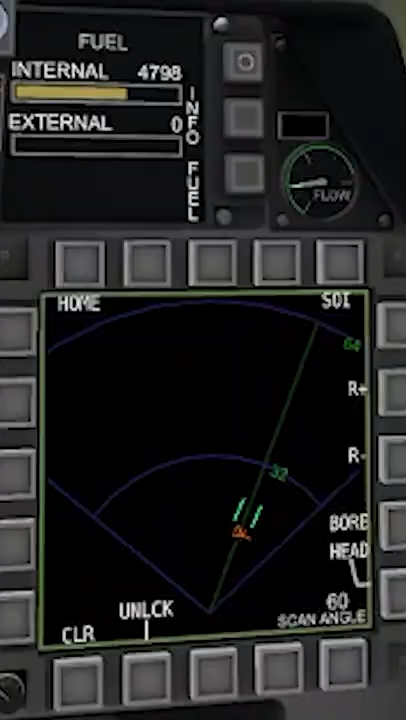 FUEL
INTERNAL 4798
EXTERNAL 0
INFO
FUEL
FLOW
HOME
SOI
64
R+
32
R-
BORE
HEAD
60
SCAN ANGLE
UNLCK
CLR